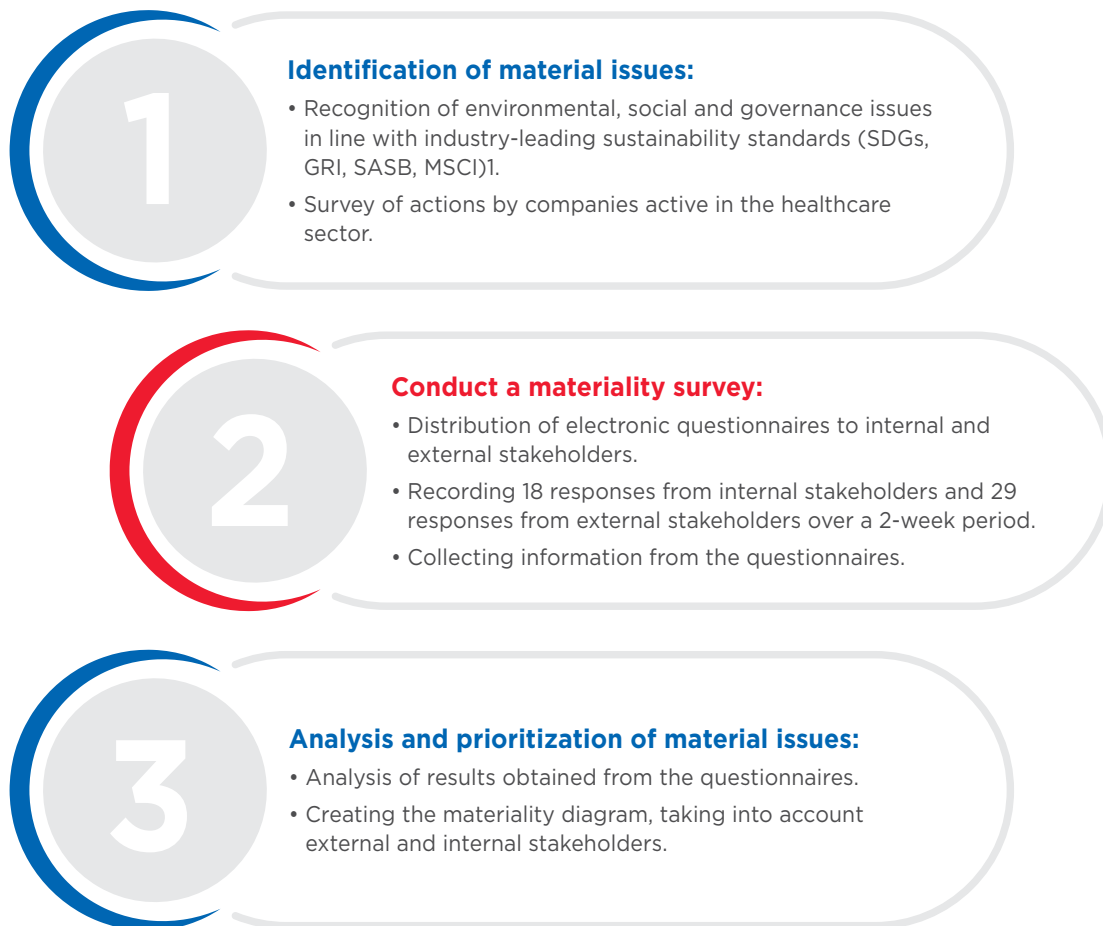 1
Identification of material issues:
• Recognition of environmental, social and governance issues
in line with industry-leading sustainability standards (SDGs,
GRI, SASB, MSCI)1.
• Survey of actions by companies active in the healthcare
sector.
2
Conduct a materiality survey:
• Distribution of electronic questionnaires to internal and
external stakeholders.
• Recording 18 responses from internal stakeholders and 29
responses from external stakeholders over a 2-week period.
• Collecting information from the questionnaires.
3
Analysis and prioritization of material issues:
• Analysis of results obtained from the questionnaires.
• Creating the materiality diagram, taking into account
external and internal stakeholders.